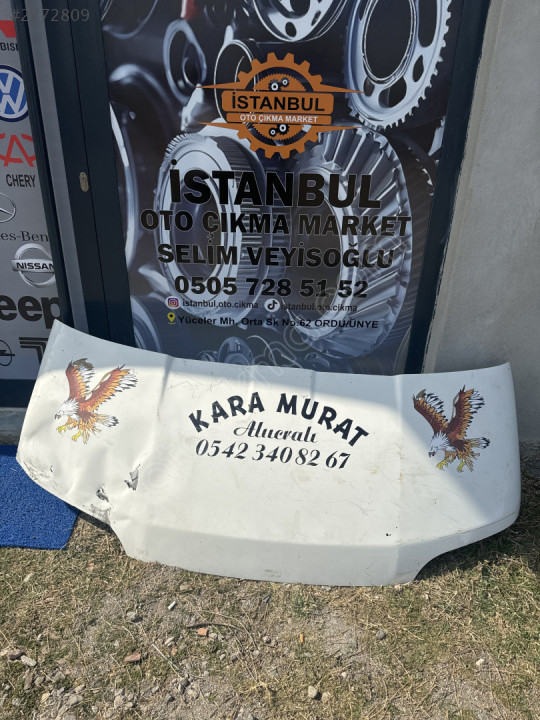 İSTANBUL
OTO ÇIKMA MARKET
İSTANBUL
OTO ÇIKMA MARKET
SELİM VEYİSOĞLU
0505 728 51 52
istanbul.oto.cikma istanbul.oto.cikma
Yüceler Mh. Orta Sk No:62 ORDU/ÜNYE
CHERY
NISSAN
Jeep
KARA MURAT
Alucralı
0542 340 82 67